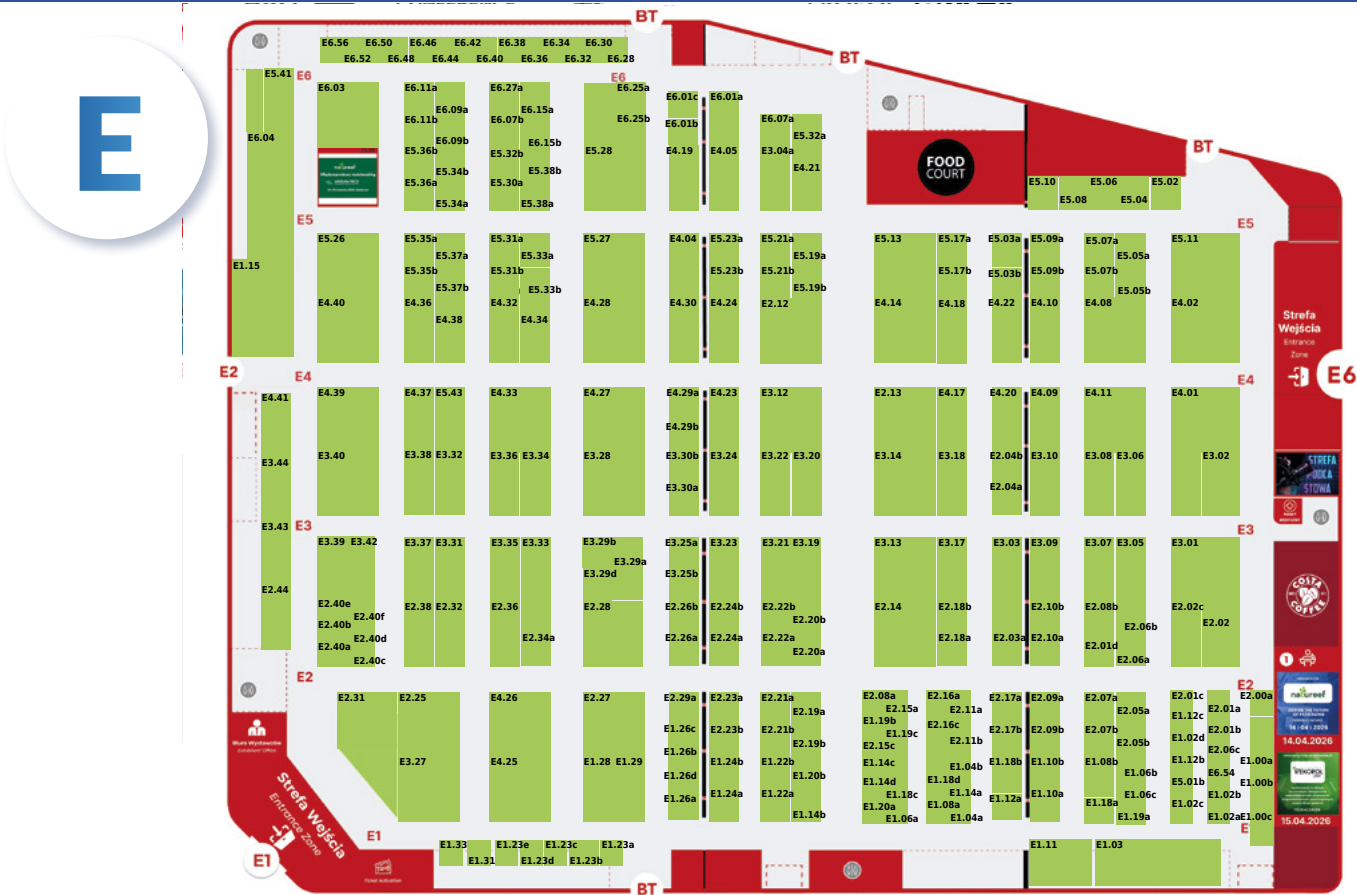 BT
E6.56 E6.50 E6.46 E6.42 E6.38 E6.34 E6.30
E6.52 E6.48 E6.44 E6.40 E6.36 E6.32 E6.28
BT
E
E5.41 E6
E6
E6.03 E6.11a E6.27a E6.25a
E6.01c E6.01a
E6.09a E6.15a
E6.11b E6.07b E6.25b E6.01b E6.07a
E6.04
E5.32a
E6.09b E6.15b
E5.36b E5.32b E5.28 E4.19 E4.05 E3.04a
BT
FOOD
COURT
E5.34b E5.38b E4.21
E5.36a E5.30a
E5.34a E5.38a
E5.10 E5.06 E5.02
E5.08 E5.04
E5
E5
E5.26 E5.35a E5.31a E5.27 E4.04 E5.23a E5.21a E5.13 E5.17a E5.03a E5.09a E5.07a E5.11
E5.37a E5.33a E5.19a E5.05a
E1.15
E5.35b E5.31b E5.23b E5.21b E5.17b E5.03b E5.09b E5.07b
E5.37b E5.33b E5.19b E5.05b
E4.40 E4.36 E4.32 E4.28 E4.30 E4.24 E2.12 E4.14 E4.18 E4.22 E4.10 E4.08 E4.02
E4.38 E4.34
Strefa
Wejścia
Entrance
Zone
E6
E2
E4
E4
E4.41 E4.39 E4.37 E5.43 E4.33 E4.27 E4.29a E4.23 E3.12 E2.13 E4.17 E4.20 E4.09 E4.11 E4.01
E4.29b
E3.44 E3.40 E3.38 E3.32 E3.36 E3.34 E3.28 E3.30b E3.24 E3.22 E3.20 E3.14 E3.18 E2.04b E3.10 E3.08 E3.06 E3.02
E3.30a E2.04a
STREFA
PODCA
STOWA
E3.43 E3
E3
E3.39 E3.42 E3.37 E3.31 E3.35 E3.33 E3.29b E3.25a E3.23 E3.21 E3.19 E3.13 E3.17 E3.03 E3.09 E3.07 E3.05 E3.01
E3.29a
E3.29d E3.25b
E2.44
COSTA
COFFEE
E2.40e E2.38 E2.32 E2.36 E2.28 E2.26b E2.24b E2.22b E2.14 E2.18b E2.10b E2.08b E2.02c
E2.40f E2.20b
E2.40b E2.06b E2.02
E2.40d E2.34a E2.26a E2.24a E2.22a E2.18a E2.03a E2.10a
E2.40a E2.20a E2.01d
E2.40c E2.06a
1
E2
E2
natureef
14.04.2026
E2.31 E2.25 E4.26 E2.27 E2.29a E2.23a E2.21a E2.08a E2.16a E2.17a E2.09a E2.07a E2.01c E2.00a
E2.19a E2.15a E2.11a E2.05a E2.01a
E1.26c E2.23b E2.21b E1.19b E2.16c E2.17b E2.09b E2.07b E1.12c E2.01b
E1.19c E1.02d
E2.19b E2.15c E2.11b E2.05b
E1.26b E2.06c
E3.27 E4.25 E1.28 E1.29 E1.24b E1.22b E1.14c E1.04b E1.18b E1.10b E1.08b E1.12b E1.00a
E1.26d E1.20b E1.14d E1.18d E1.06b E5.01b E6.54 E1.00b
E1.26a E1.24a E1.22a E1.18c E1.14a E1.12a E1.10a E1.06c E1.02b
E1.20a E1.08a E1.18a E1.02c
E1.14b E1.06a E1.04a E1.19a E1.02a E1.00c
REKOPOL
15.04.2026
Biuro Wystawców
Exhibitors' Office
Strefa Wejścia
Entrance Zone
E1
E1
E
E1.33 E1.23e E1.23c E1.23a
E1.31 E1.23d E1.23b
E1.11 E1.03
Ticket activation
BT